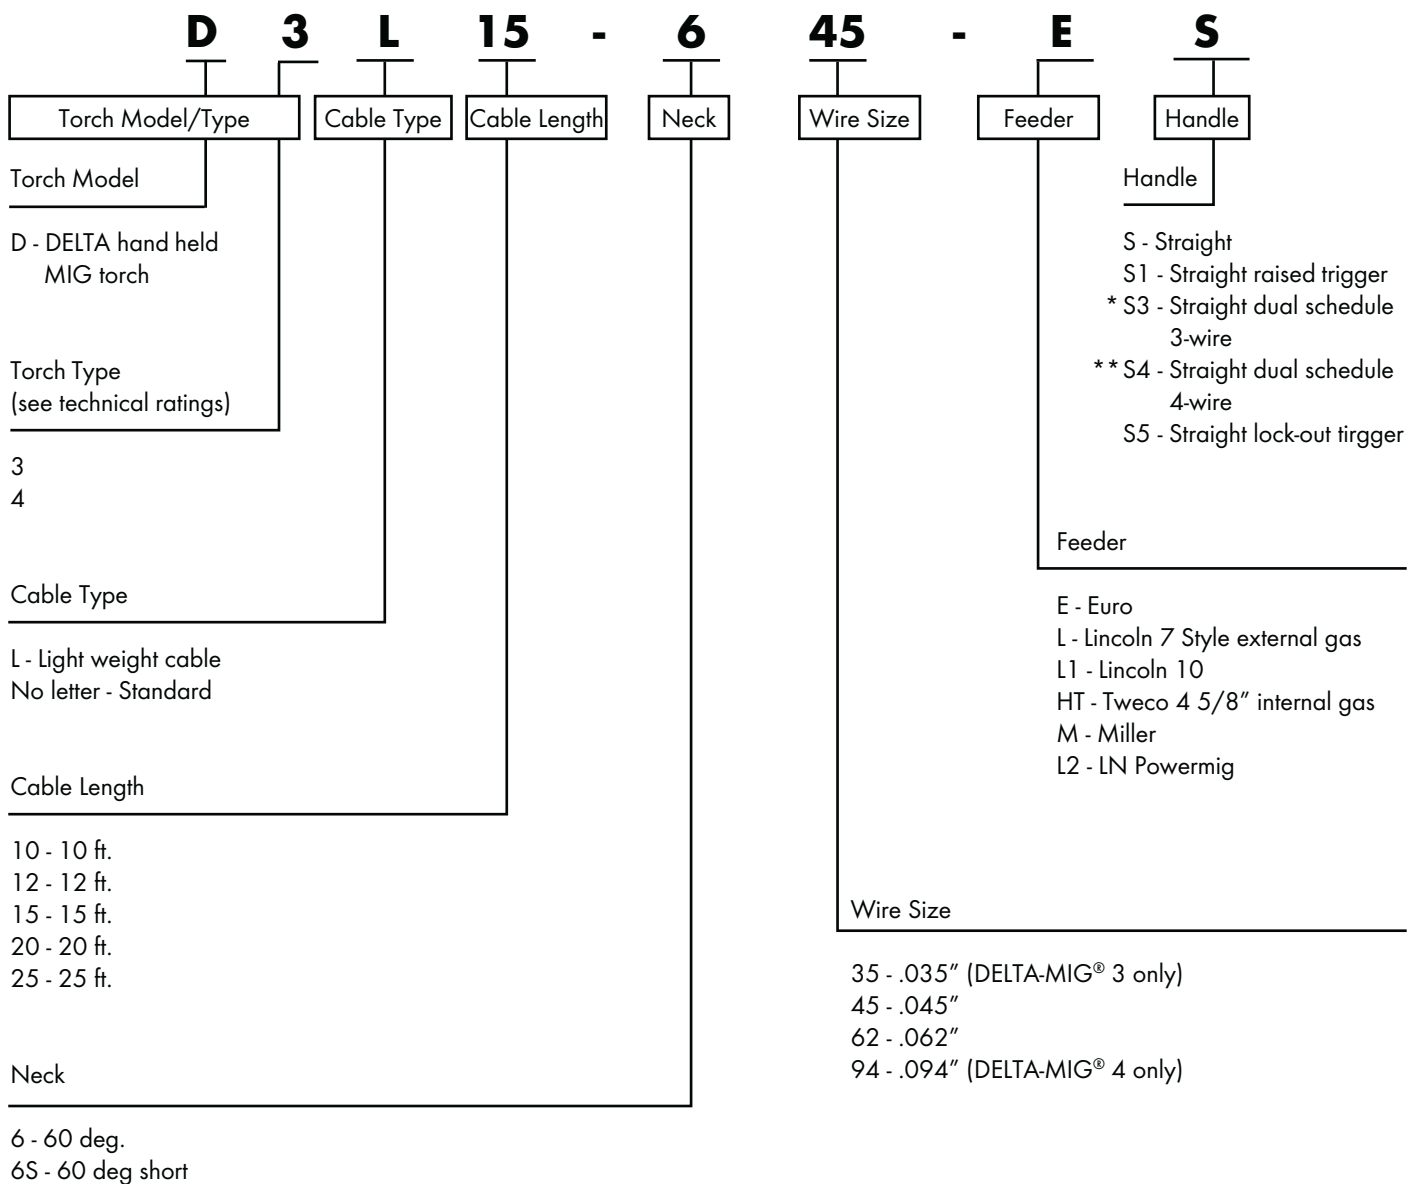 D 3 L 15 - 6 45 - E S
Torch Model/Type Cable Type Cable Length Neck Wire Size Feeder Handle
Torch Model
D - DELTA hand held
MIG torch
Torch Type
(see technical ratings)
3
4
Cable Type
L - Light weight cable
No letter - Standard
Cable Length
10 - 10 ft.
12 - 12 ft.
15 - 15 ft.
20 - 20 ft.
25 - 25 ft.
Neck
6 - 60 deg.
6S - 60 deg short
Handle
S - Straight
S1 - Straight raised trigger
* S3 - Straight dual schedule
3-wire
** S4 - Straight dual schedule
4-wire
S5 - Straight lock-out tirgger
Feeder
E - Euro
L - Lincoln 7 Style external gas
L1 - Lincoln 10
HT - Tweco 4 5/8” internal gas
M - Miller
L2 - LN Powermig
Wire Size
35 - .035” (DELTA-MIG® 3 only)
45 - .045”
62 - .062”
94 - .094” (DELTA-MIG® 4 only)